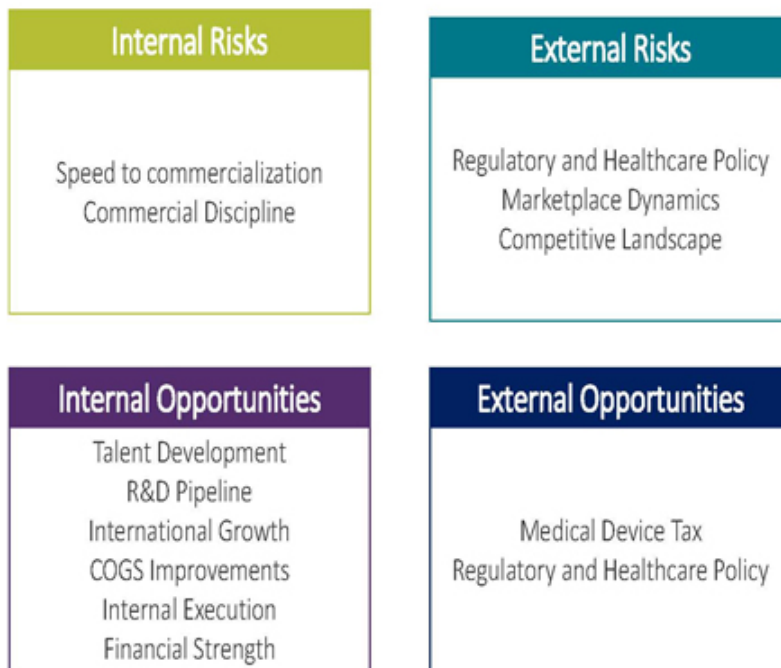 Internal Risks
Speed to commercialization
Commercial Discipline
External Risks
Regulatory and Healthcare Policy
Marketplace Dynamics
Competitive Landscape
Internal Opportunities
Talent Development
R&D Pipeline
International Growth
COGS Improvements
Internal Execution
Financial Strength
External Opportunities
Medical Device Tax
Regulatory and Healthcare Policy